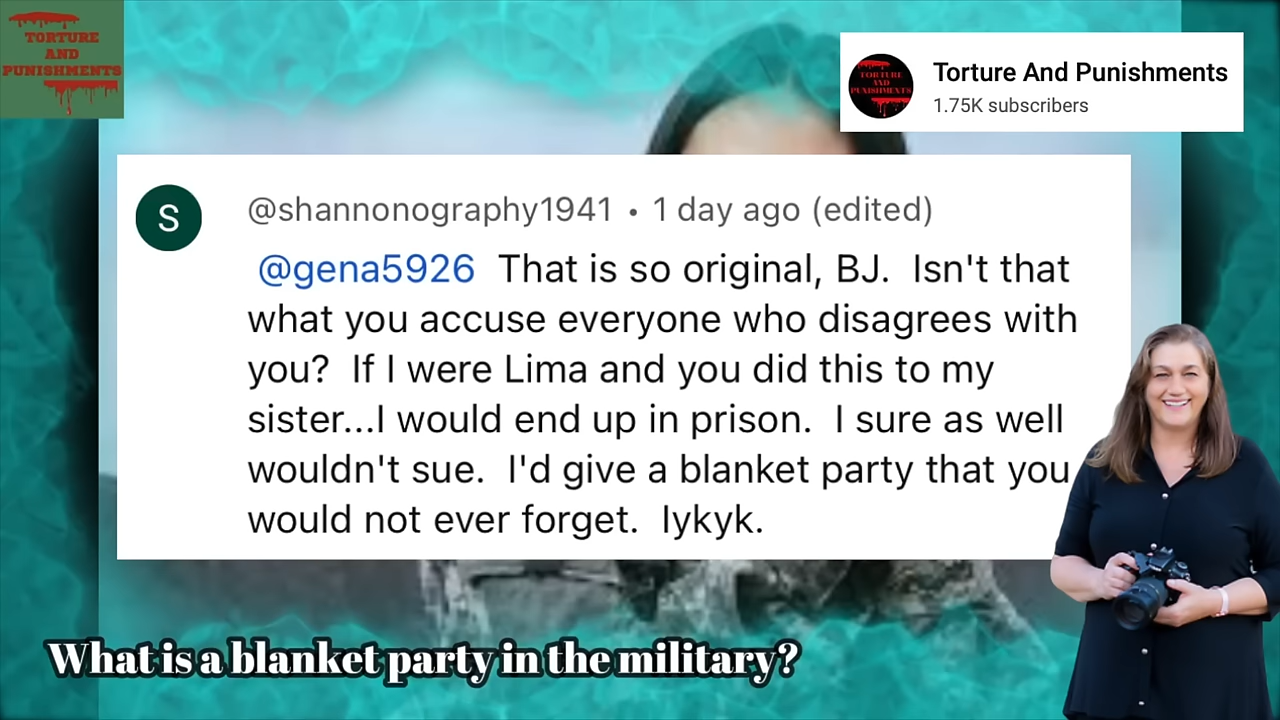 TORTURE
AND
PUNISHMENTS
TORTURE
AND
PUNISHMENTS
Torture And Punishments
1.75K subscribers
S
@shannonography1941 • 1 day ago (edited)
@gena5926 That is so original, BJ. Isn't that
what you accuse everyone who disagrees with
you? If I were Lima and you did this to my
sister...I would end up in prison. I sure as well
wouldn't sue. I'd give a blanket party that you
would not ever forget. Iykyk.
What is a blanket party in the military?